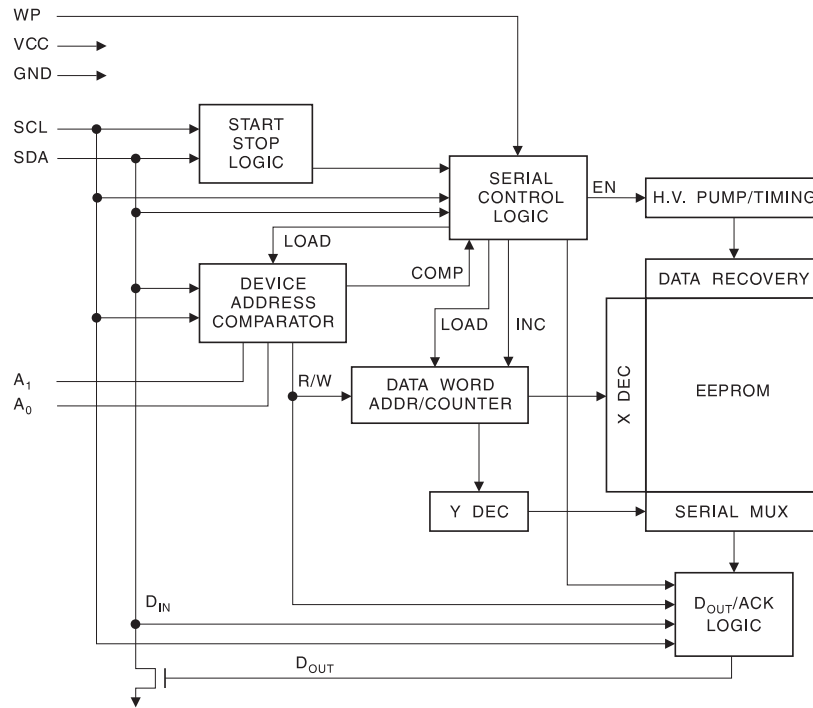 WP
VCC
GND
SCL
SDA
START
STOP
LOGIC
SERIAL
CONTROL
LOGIC
EN
H.V. PUMP/TIMING
LOAD
COMP
DEVICE
ADDRESS
COMPARATOR
DATA RECOVERY
LOAD
INC
A1
A0
R/W
DATA WORD
ADDR/COUNTER
X DEC
EEPROM
Y DEC
SERIAL MUX
DIN
DOUT/ACK
LOGIC
DOUT